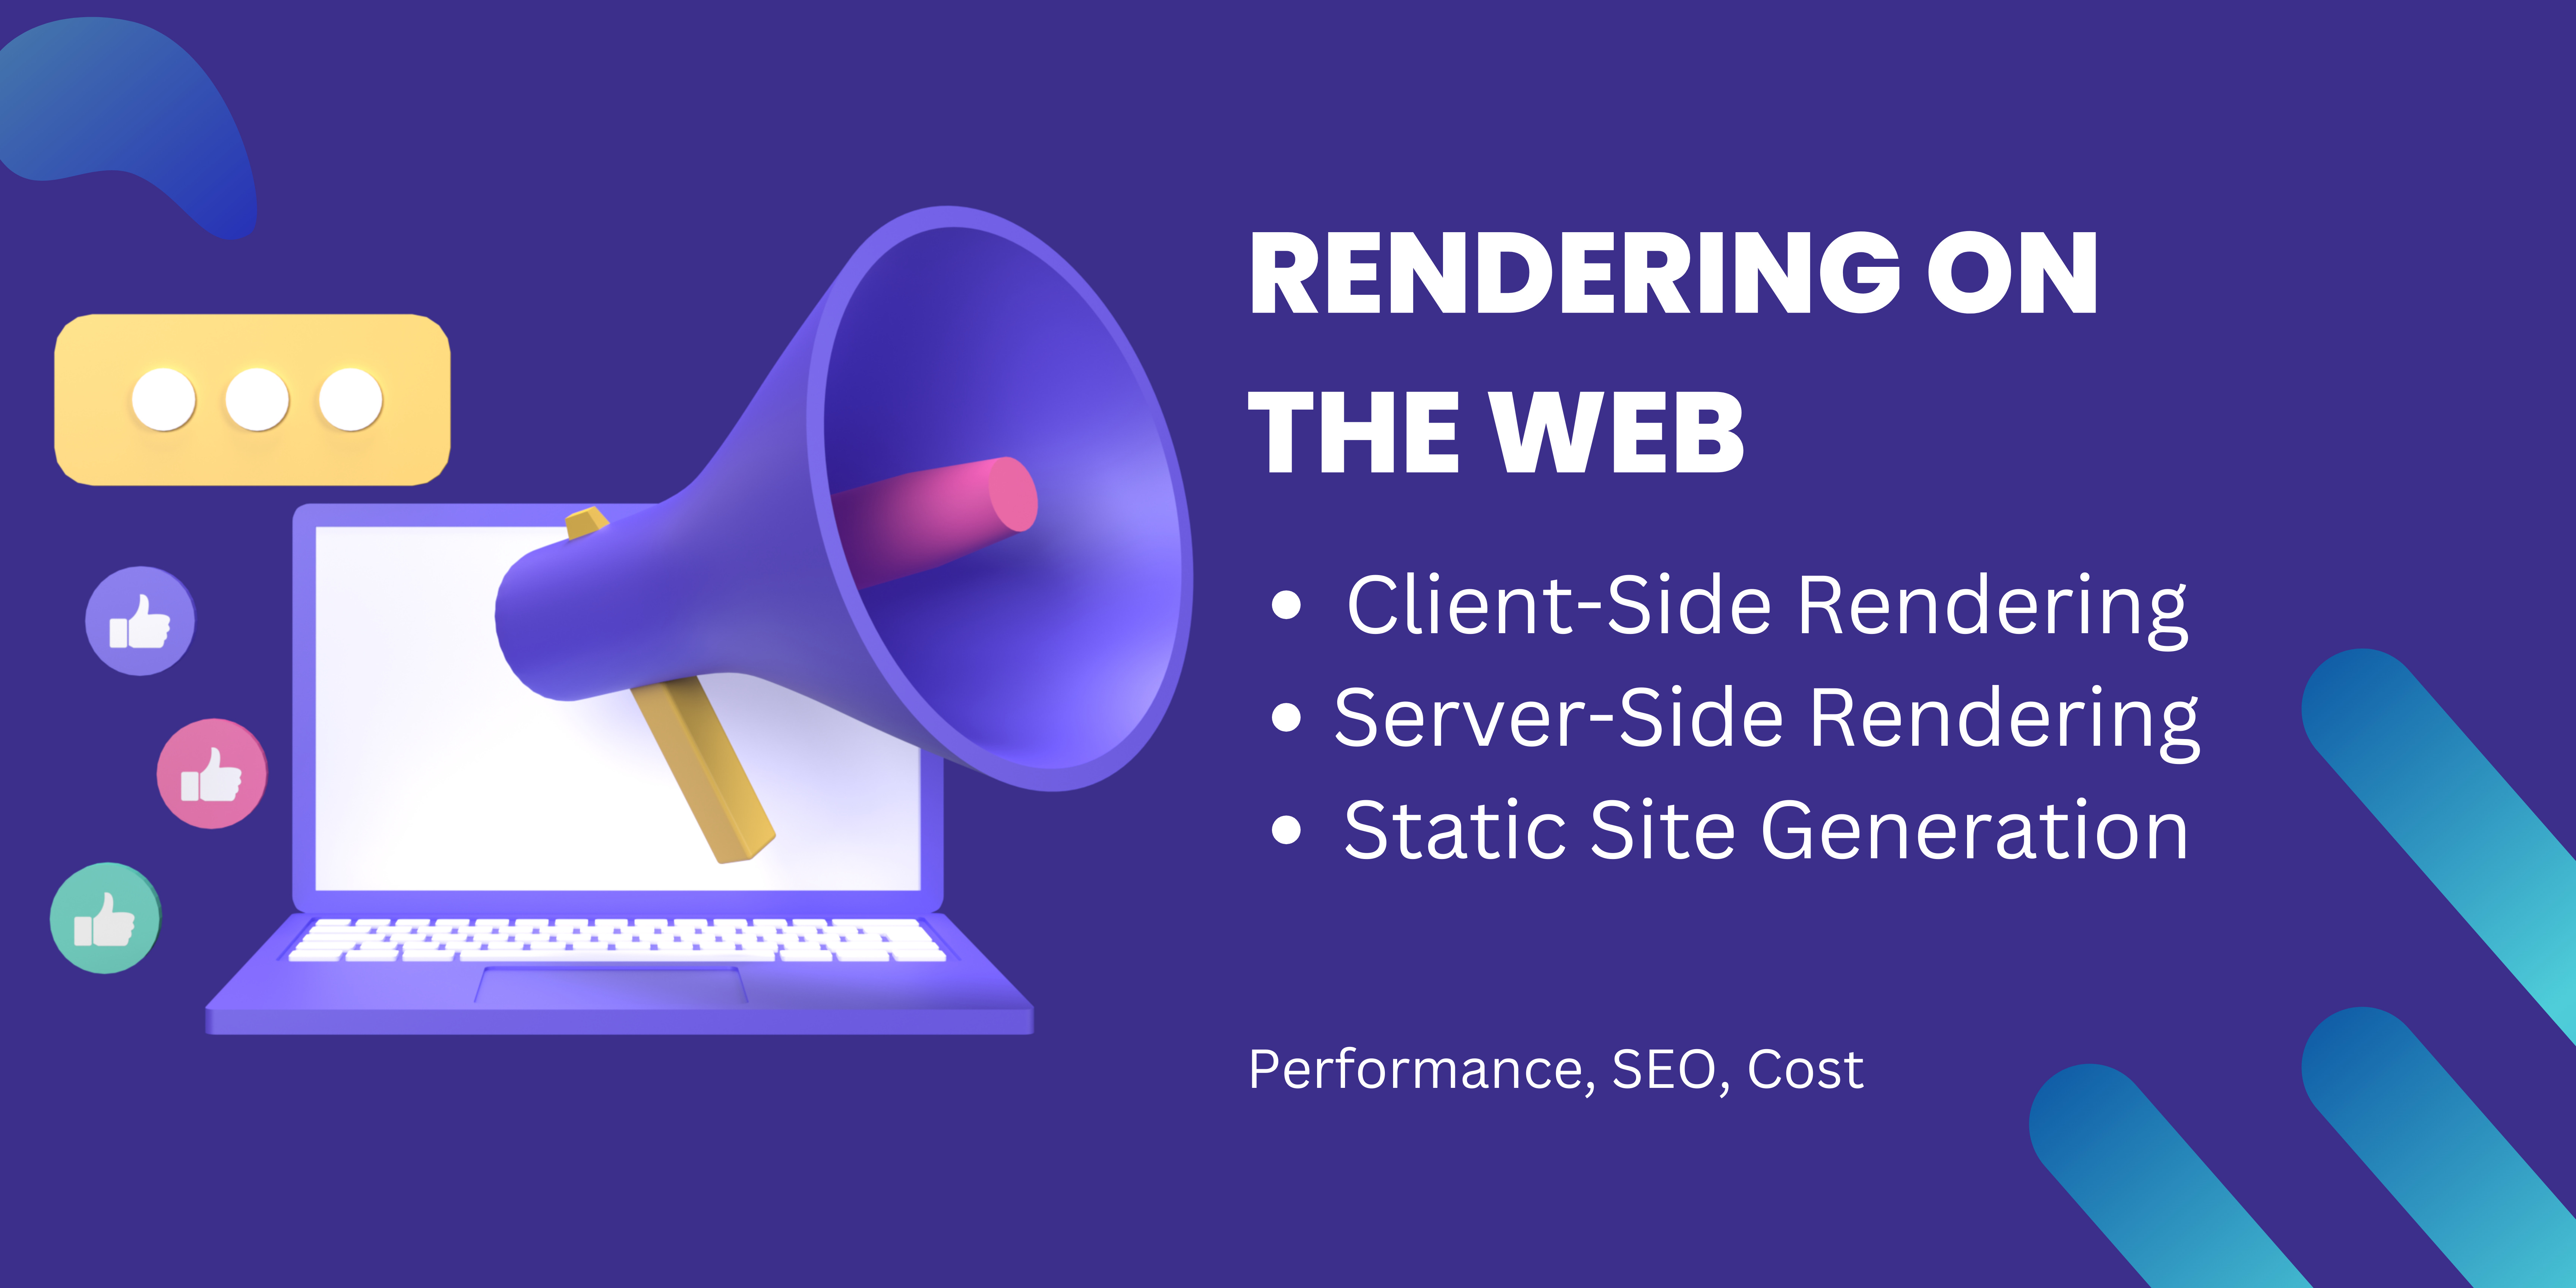 RENDERING ON
THE WEB
• Client-Side Rendering
• Server-Side Rendering
• Static Site Generation
Performance, SEO, Cost